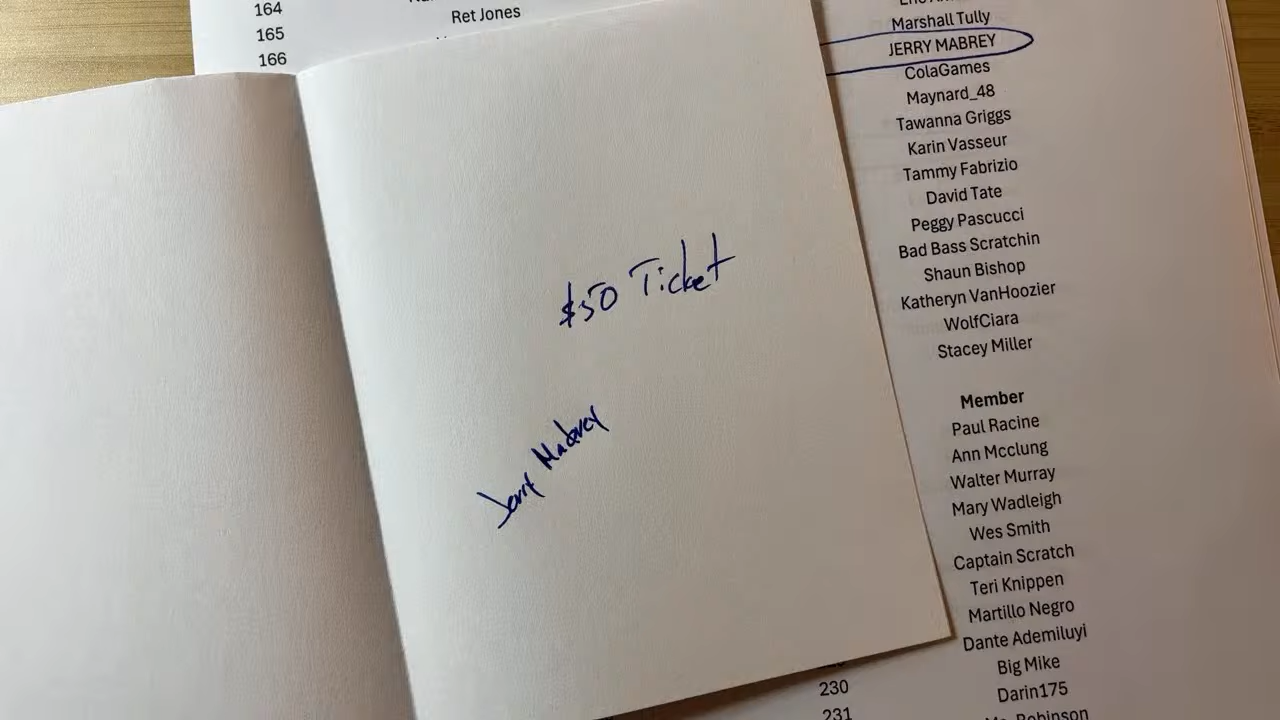 164
165
166
Ret Jones
Marshall Tully
JERRY MABREY
ColaGames
Maynard_48
Tawanna Griggs
Karin Vasseur
Tammy Fabrizio
David Tate
Peggy Pascucci
Bad Bass Scratchin
Shaun Bishop
Katheryn VanHoozier
WolfCiara
Stacey Miller
Member
Paul Racine
Ann Mcclung
Walter Murray
Mary Wadleigh
Wes Smith
Captain Scratch
Teri Knippen
Martillo Negro
Dante Ademiluyi
Big Mike
230
Darin175
231
$50 Ticket
Jerry Mabrey